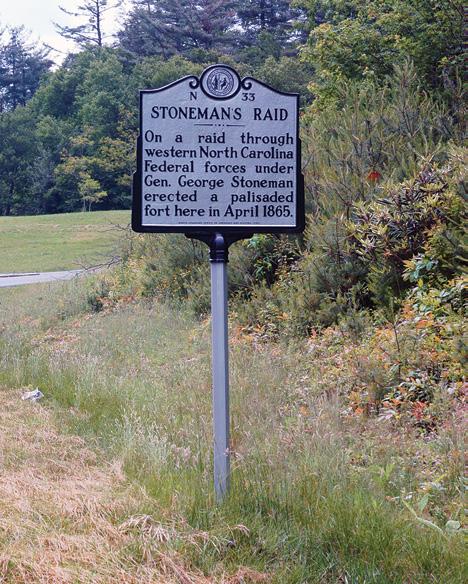 N 33
STONEMAN'S RAID
On a raid through
western North Carolina
Federal forces under
Gen. George Stoneman
erected a palisaded
fort here in April 1865.